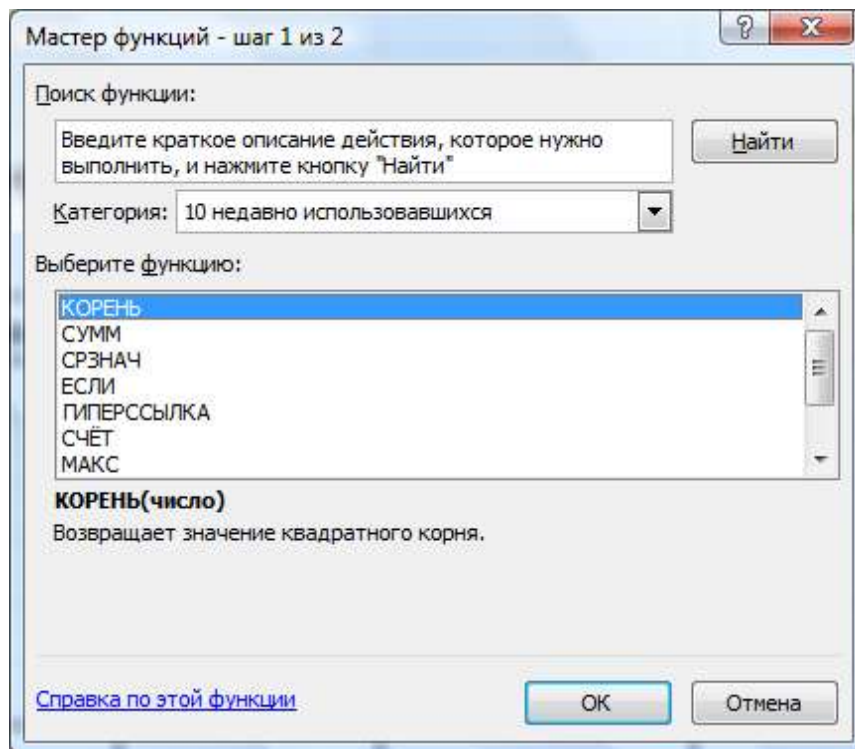 Мастер функций - шаг 1 из 2
?
Поиск функции:
Введите краткое описание действия, которое нужно
выполнить, и нажмите кнопку "Найти"
Найти
Категория: 10 недавно использовавшихся
Выберите функцию:
КОРЕНЬ
СУММ
СРЗНАЧ
ЕСЛИ
ГИПЕРССЫЛКА
СЧЁТ
МАКС
КОРЕНЬ(число)
Возвращает значение квадратного корня.
Справка по этой функции
ОК
Отмена